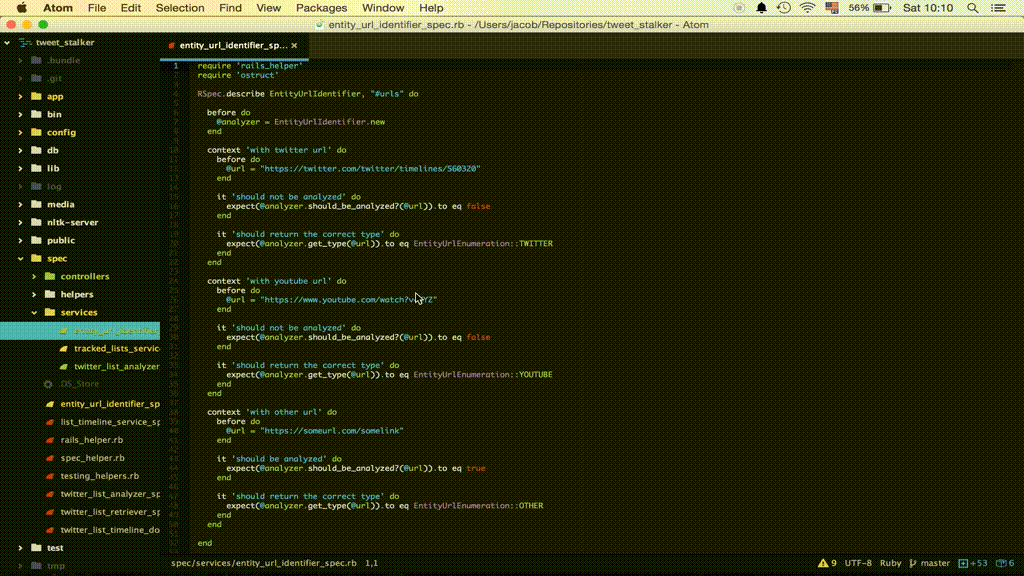 Atom File Edit Selection Find View Packages Window Help 56% Sat 10:10
entity_url_identifier_spec.rb - /Users/jacob/Repositories/tweet_stalker - Atom
tweet_stalker
.bundle
.git
app
bin
config
db
lib
log
media
nltk-server
public
spec
controllers
helpers
services
entity_url_identifier
tracked_lists_servic
twitter_list_analyzer
.DS_Store
entity_url_identifier_sp
list_timeline_service_sp
rails_helper.rb
spec_helper.rb
testing_helpers.rb
twitter_list_analyzer_sp
twitter_list_retriever_sp
twitter_list_timeline_do
test
tmp
entity_url_identifier_sp... ×
1 require 'rails_helper'
require 'ostruct'
RSpec.describe EntityUrlIdentifier, "#urls" do
before do
@analyzer = EntityUrlIdentifier.new
end
context 'with twitter url' do
before do
@url = "https://twitter.com/twitter/timelines/560320"
end
it 'should not be analyzed' do
expect(@analyzer.should_be_analyzed?(@url)).to eq false
end
it 'should return the correct type' do
expect(@analyzer.get_type(@url)).to eq EntityUrlEnumeration::TWITTER
end
end
context 'with youtube url' do
before do
@url = "https://www.youtube.com/watch?v
end
it 'should not be analyzed' do
expect(@analyzer.should_be_analyzed?(@url)).to eq false
end
it 'should return the correct type' do
expect(@analyzer.get_type(@url)).to eq EntityUrlEnumeration::YOUTUBE
end
end
context 'with other url' do
before do
@url = "https://someurl.com/somelink"
end
it 'should be analyzed' do
expect(@analyzer.should_be_analyzed?(@url)).to eq true
end
it 'should return the correct type' do
expect(@analyzer.get_type(@url)).to eq EntityUrlEnumeration::OTHER
end
end
end
spec/services/entity_url_identifier_spec.rb 1,1 9 UTF-8 Ruby master +53 6